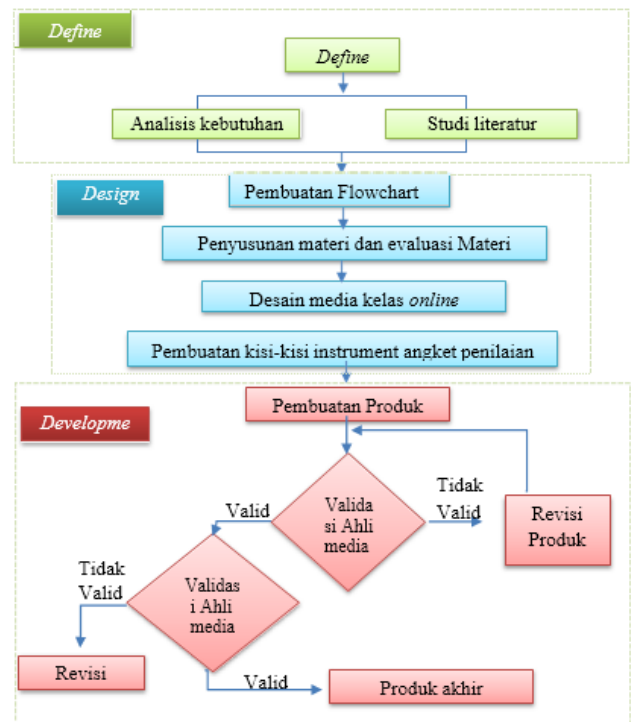 Define
Define
Analisis kebutuhan
Studi literatur
Design
Pembuatan Flowchart
Penyusunan materi dan evaluasi Materi
Desain media kelas online
Pembuatan kisi-kisi instrument angket penilaian
Developme
Pembuatan Produk
Valida
si Ahli
media
Valid
Tidak
Valid
Revisi
Produk
Validas
i Ahli
media
Tidak
Valid
Revisi
Valid
Produk akhir